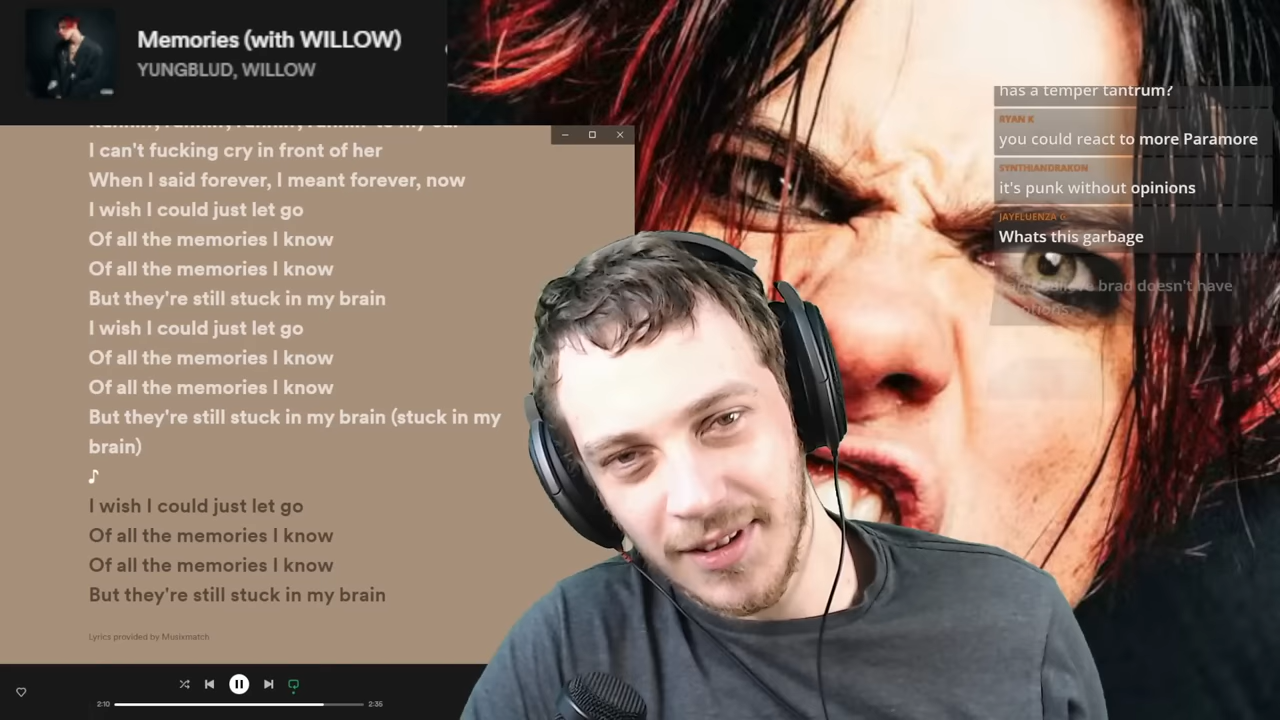 Memories (with WILLOW)
YUNGBLUD, WILLOW
I can't fucking cry in front of her
When I said forever, I meant forever, now
I wish I could just let go
Of all the memories I know
Of all the memories I know
But they're still stuck in my brain
I wish I could just let go
Of all the memories I know
Of all the memories I know
But they're still stuck in my brain (stuck in my
brain)
I wish I could just let go
Of all the memories I know
Of all the memories I know
But they're still stuck in my brain
Lyrics provided by Musixmatch
2:10
2:35
has a temper tantrum?
RYAN K
you could react to more Paramore
SYNTHIANDRAKON
it's punk without opinions
JAYFLUENZA G
Whats this garbage
brad doesn't have